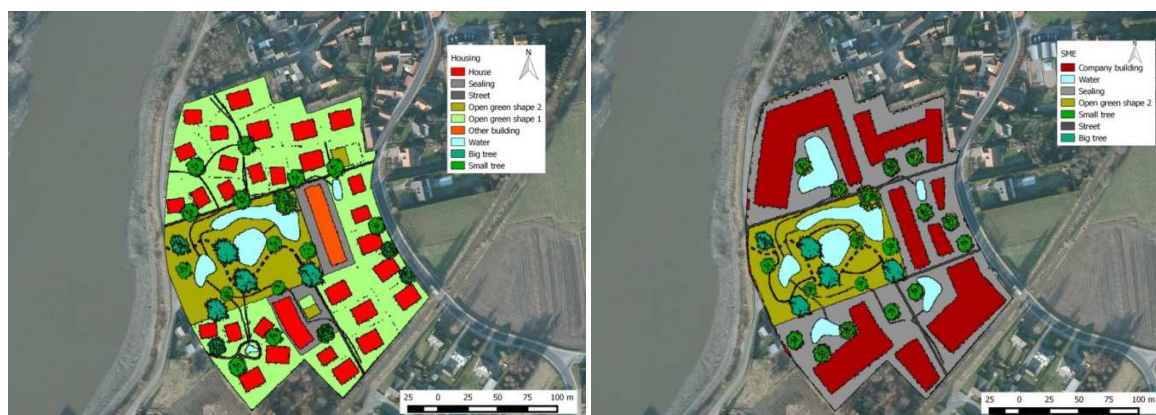 Housing
N
House
Sealing
Street
Open green shape 2
Open green shape 1
Other building
Water
Big tree
Small tree
25 0 25 50 75 100 m
SME
N
Company building
Water
Sealing
Open green shape 2
Small tree
Street
Big tree
25 0 25 50 75 100 m